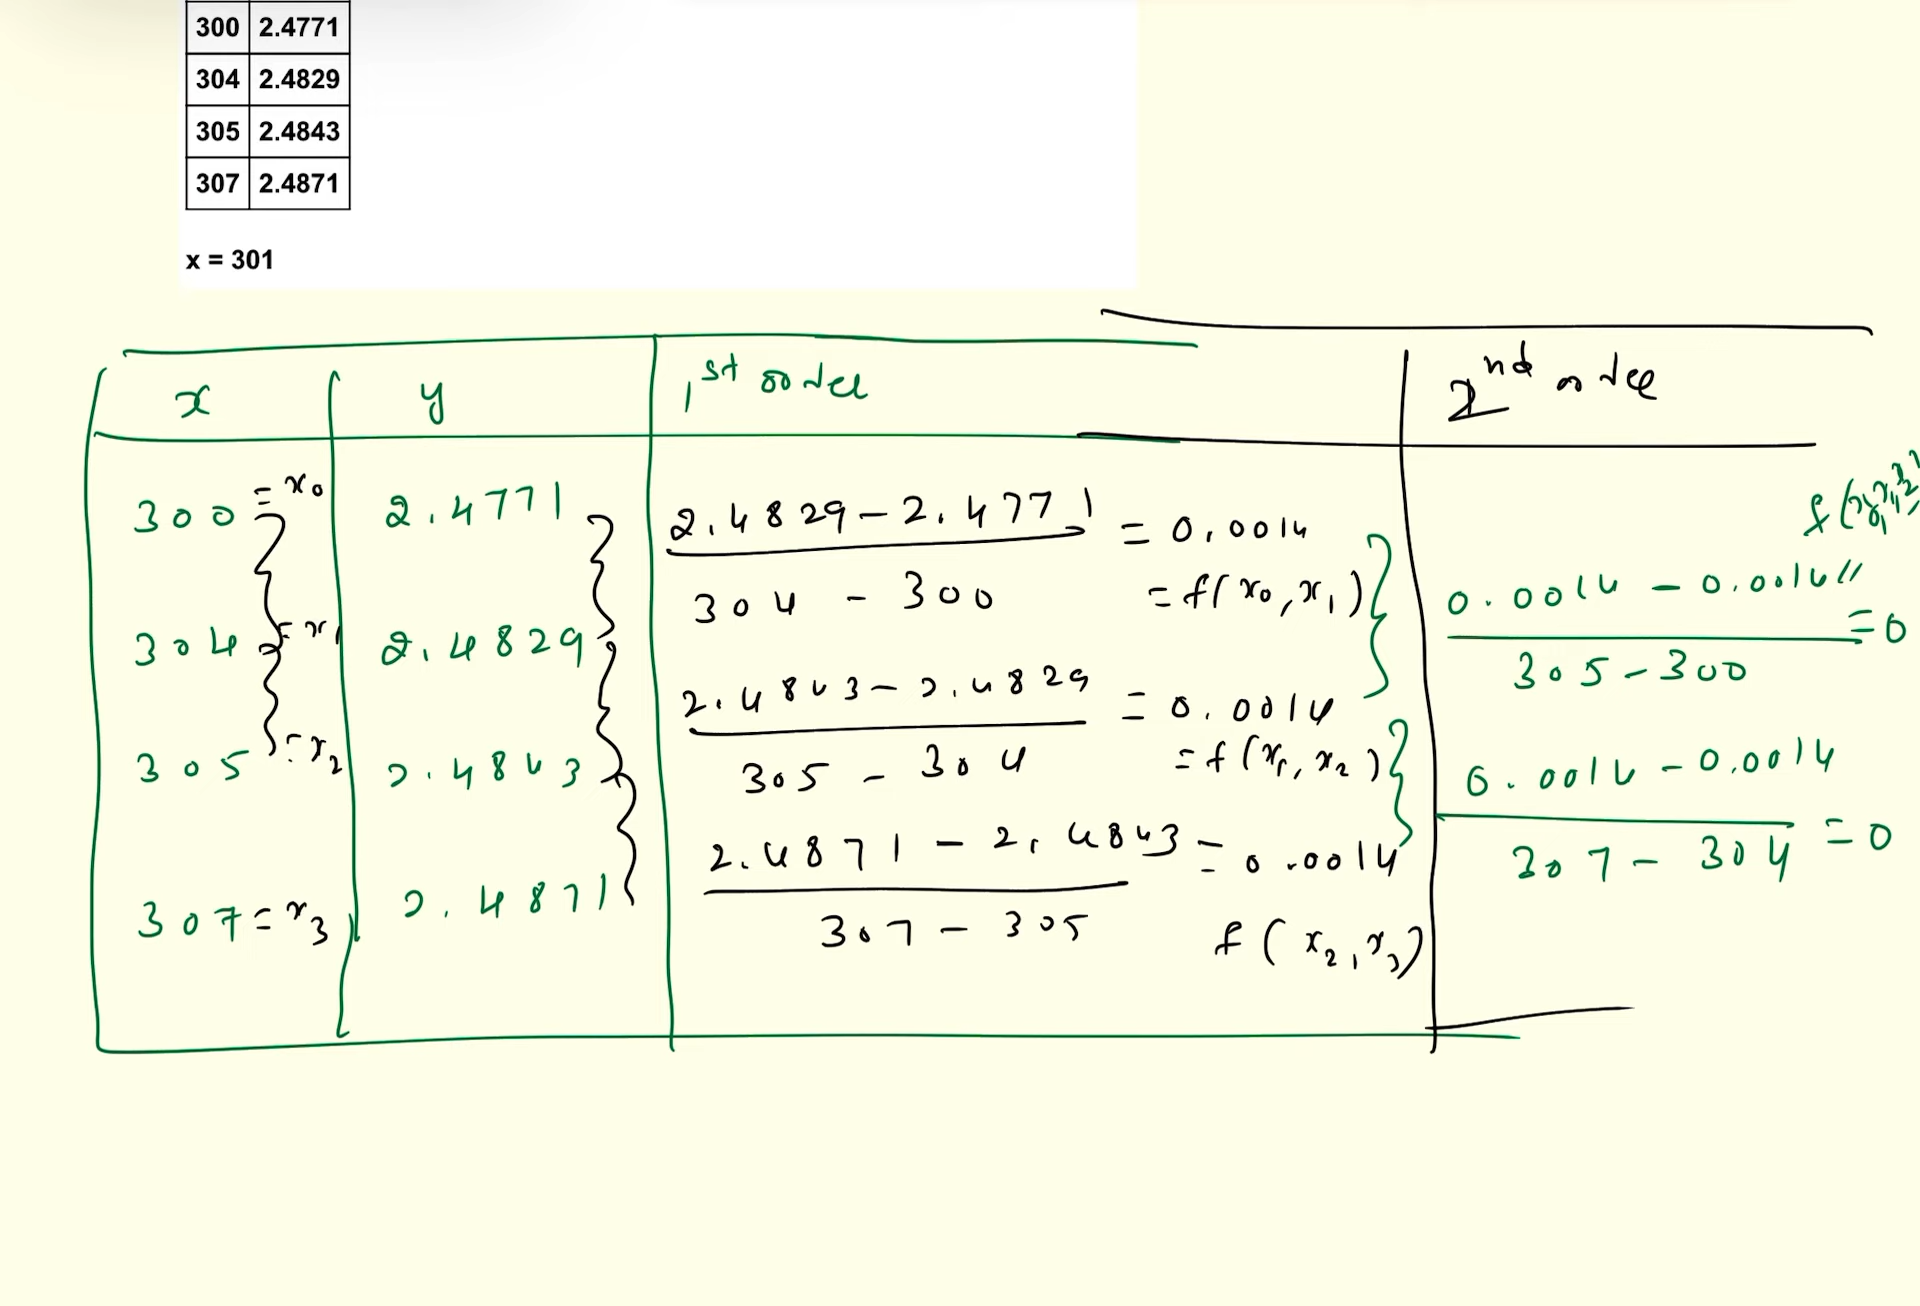 300 2.4771
304 2.4829
305 2.4843
307 2.4871
x = 301
x y 1st order 2nd order
300 = x₀ 2.4771 2.4829 – 2.4771 / 304 - 300 = 0.0014 = f(x₀, x₁)
304 = x₁ 2.4829 2.4843 – 2.4829 / 305 - 304 = 0.0014 = f(x₁, x₂)
305 = x₂ 2.4843 2.4871 – 2.4843 / 307 - 305 = 0.0014 f(x₂, x₃)
307 = x₃ 2.4871
0.0014 – 0.0014 / 305 - 300 = 0
0.0014 – 0.0014 / 307 - 304 = 0